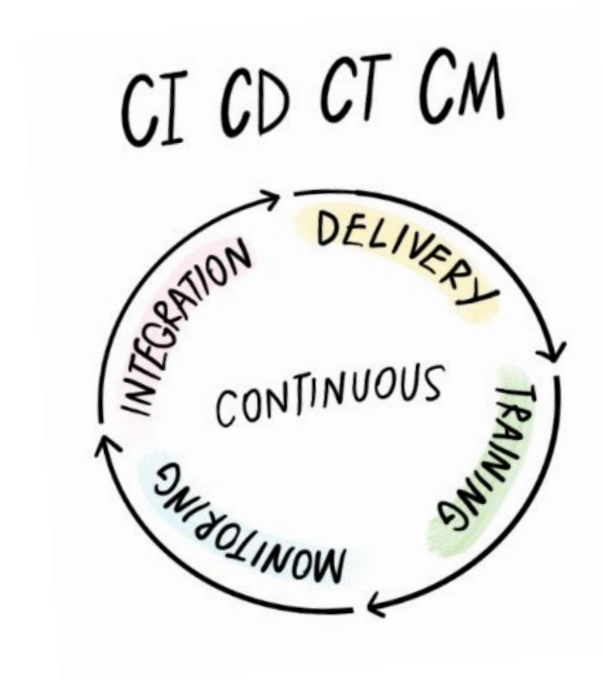 CI CD CT CM
INTEGRATION
DELIVERY
TRAINING
MONITORING
CONTINUOUS